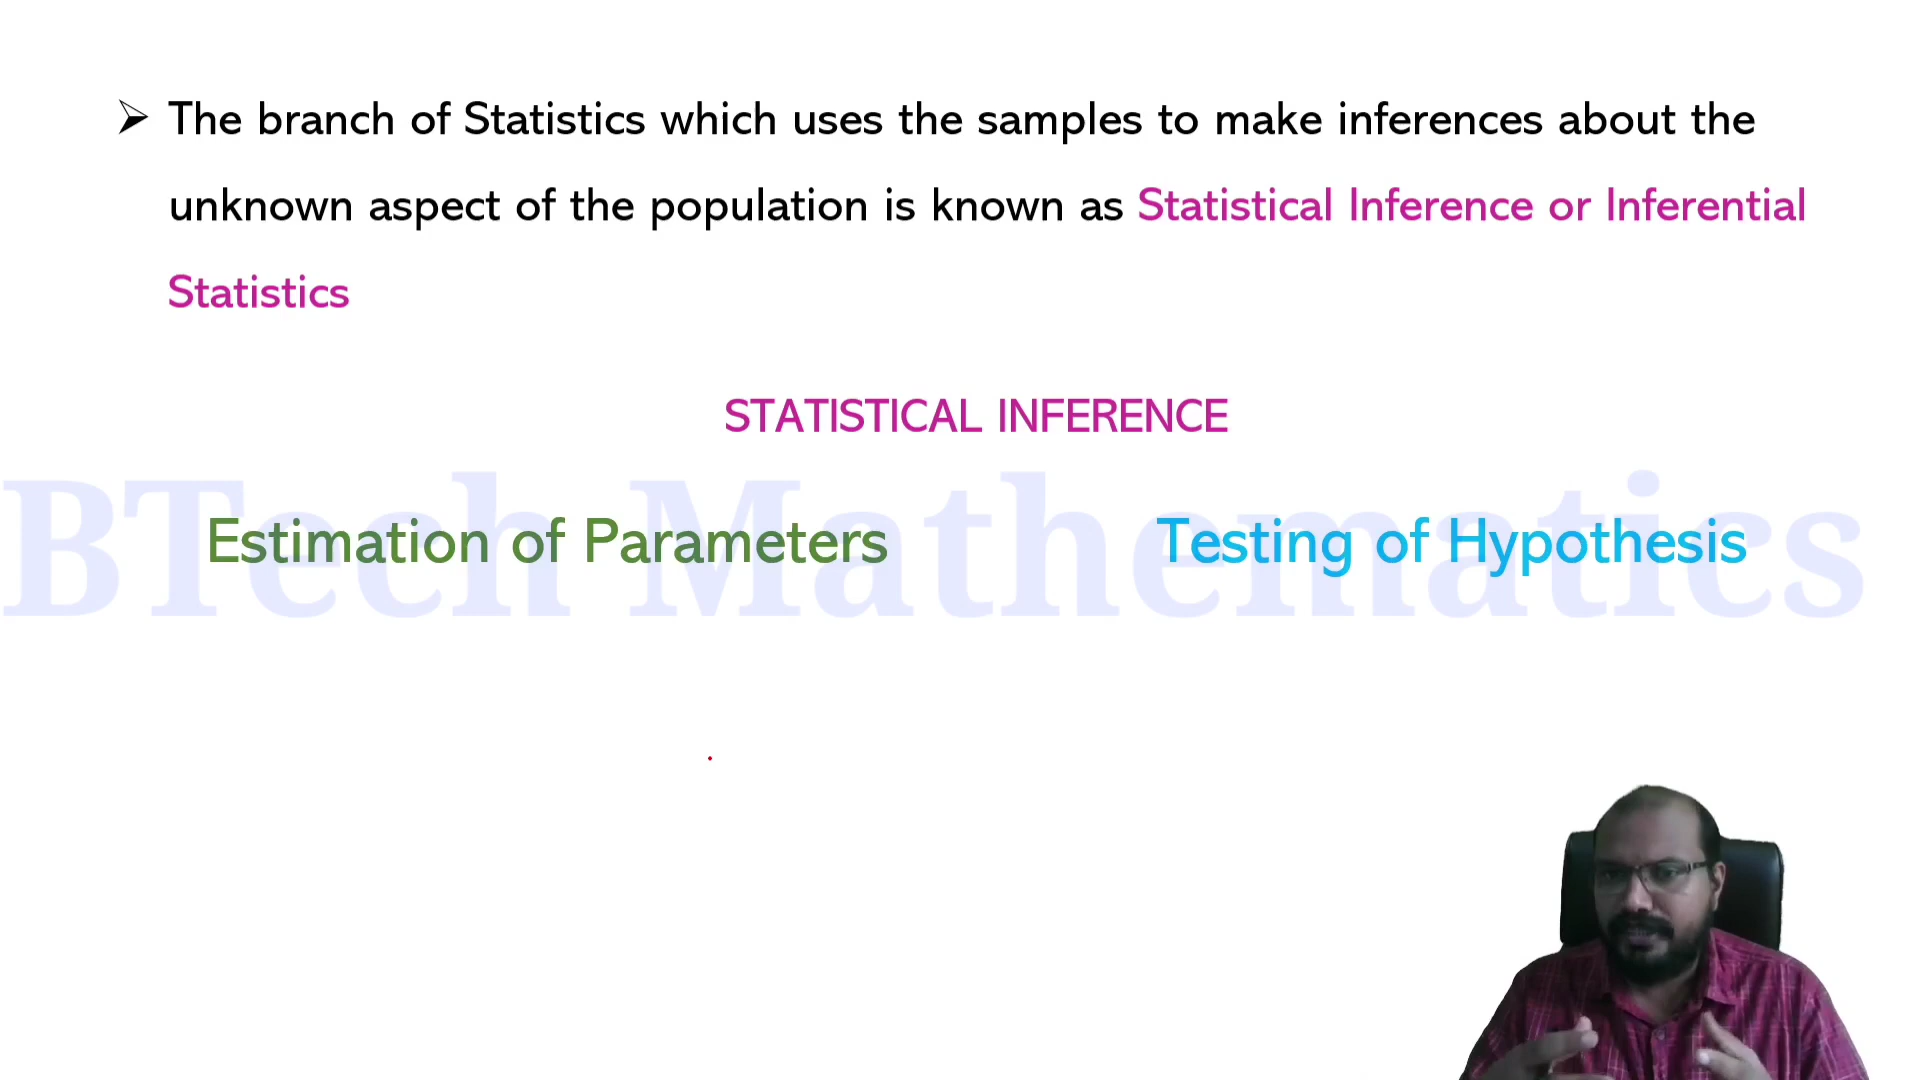 The branch of Statistics which uses the samples to make inferences about the
unknown aspect of the population is known as Statistical Inference or Inferential
Statistics
STATISTICAL INFERENCE
BTech Mathematics
Estimation of Parameters Testing of Hypothesis